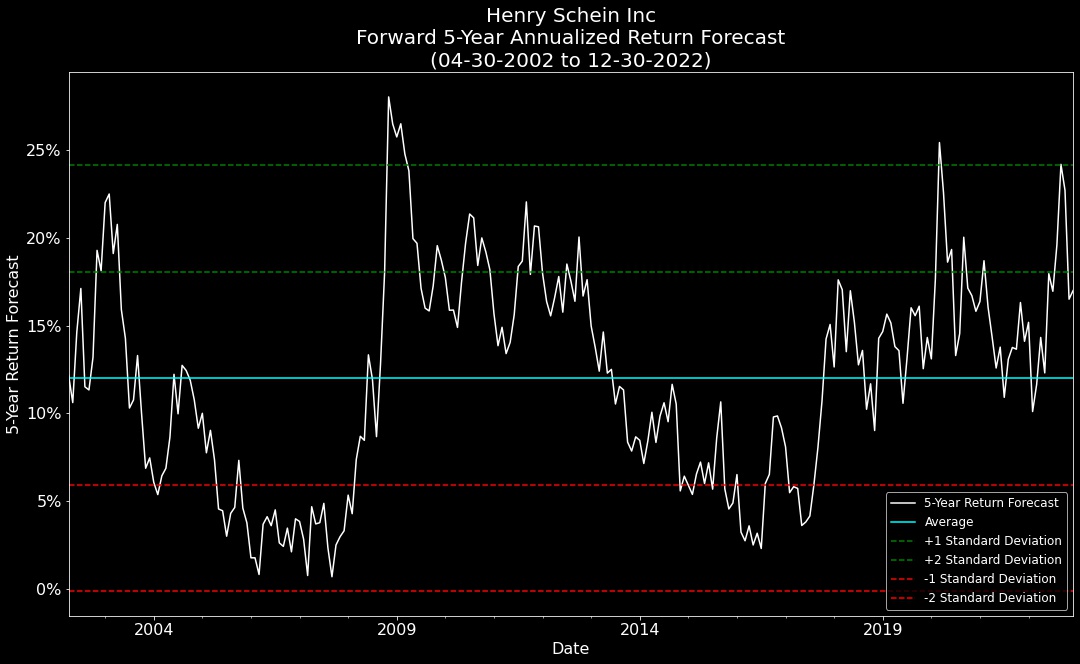 Henry Schein Inc
Forward 5-Year Annualized Return Forecast
(04-30-2002 to 12-30-2022)
5-Year Return Forecast
25%
20%
15%
10%
5%
0%
5-Year Return Forecast
Average
+1 Standard Deviation
+2 Standard Deviation
-1 Standard Deviation
-2 Standard Deviation
2004
2009
2014
2019
Date